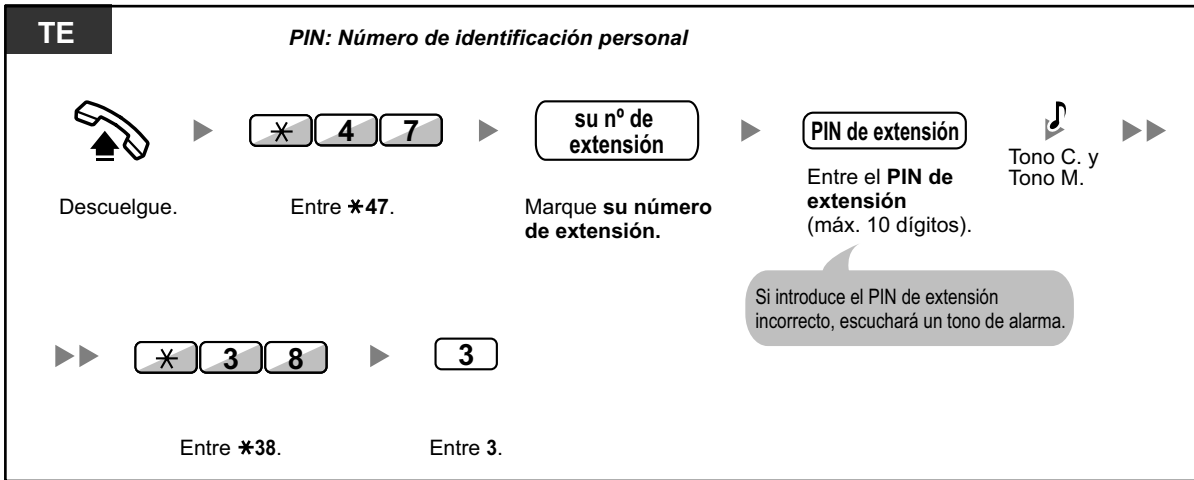 TE
PIN: Número de identificación personal
✳ 4 7
su nº de
extensión
PIN de extensión
Tono C. y
Tono M.
Descuelgue.
Entre ✳47.
Marque su número
de extensión.
Entre el PIN de
extensión
(máx. 10 dígitos).
Si introduce el PIN de extensión
incorrecto, escuchará un tono de alarma.
✳ 3 8
3
Entre ✳38.
Entre 3.